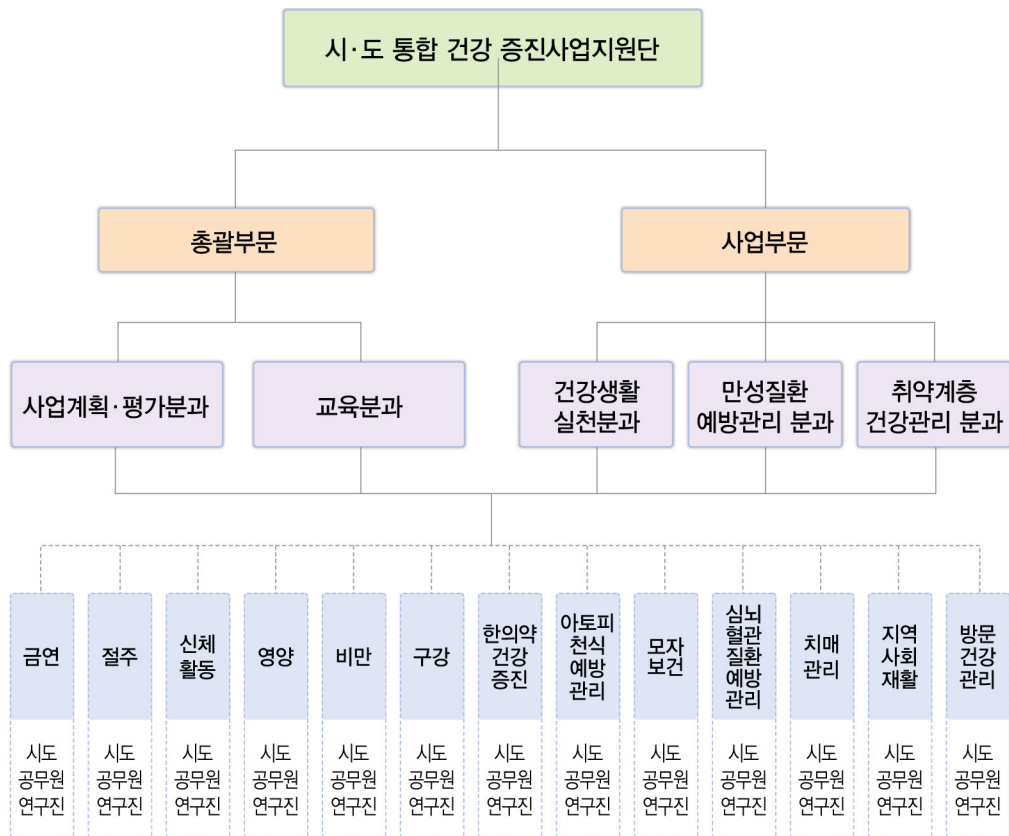 시·도 통합 건강 증진사업지원단
총괄부문
사업부문
사업계획·평가분과
교육분과
건강생활
실천분과
만성질환
예방관리 분과
취약계층
건강관리 분과
금연
절주
신체
활동
영양
비만
구강
한의약
건강
증진
아토피
천식
예방
관리
모자
보건
심뇌
혈관
질환
예방
관리
치매
관리
지역
사회
재활
방문
건강
관리
시도
공무원
연구진
시도
공무원
연구진
시도
공무원
연구진
시도
공무원
연구진
시도
공무원
연구진
시도
공무원
연구진
시도
공무원
연구진
시도
공무원
연구진
시도
공무원
연구진
시도
공무원
연구진
시도
공무원
연구진
시도
공무원
연구진
시도
공무원
연구진